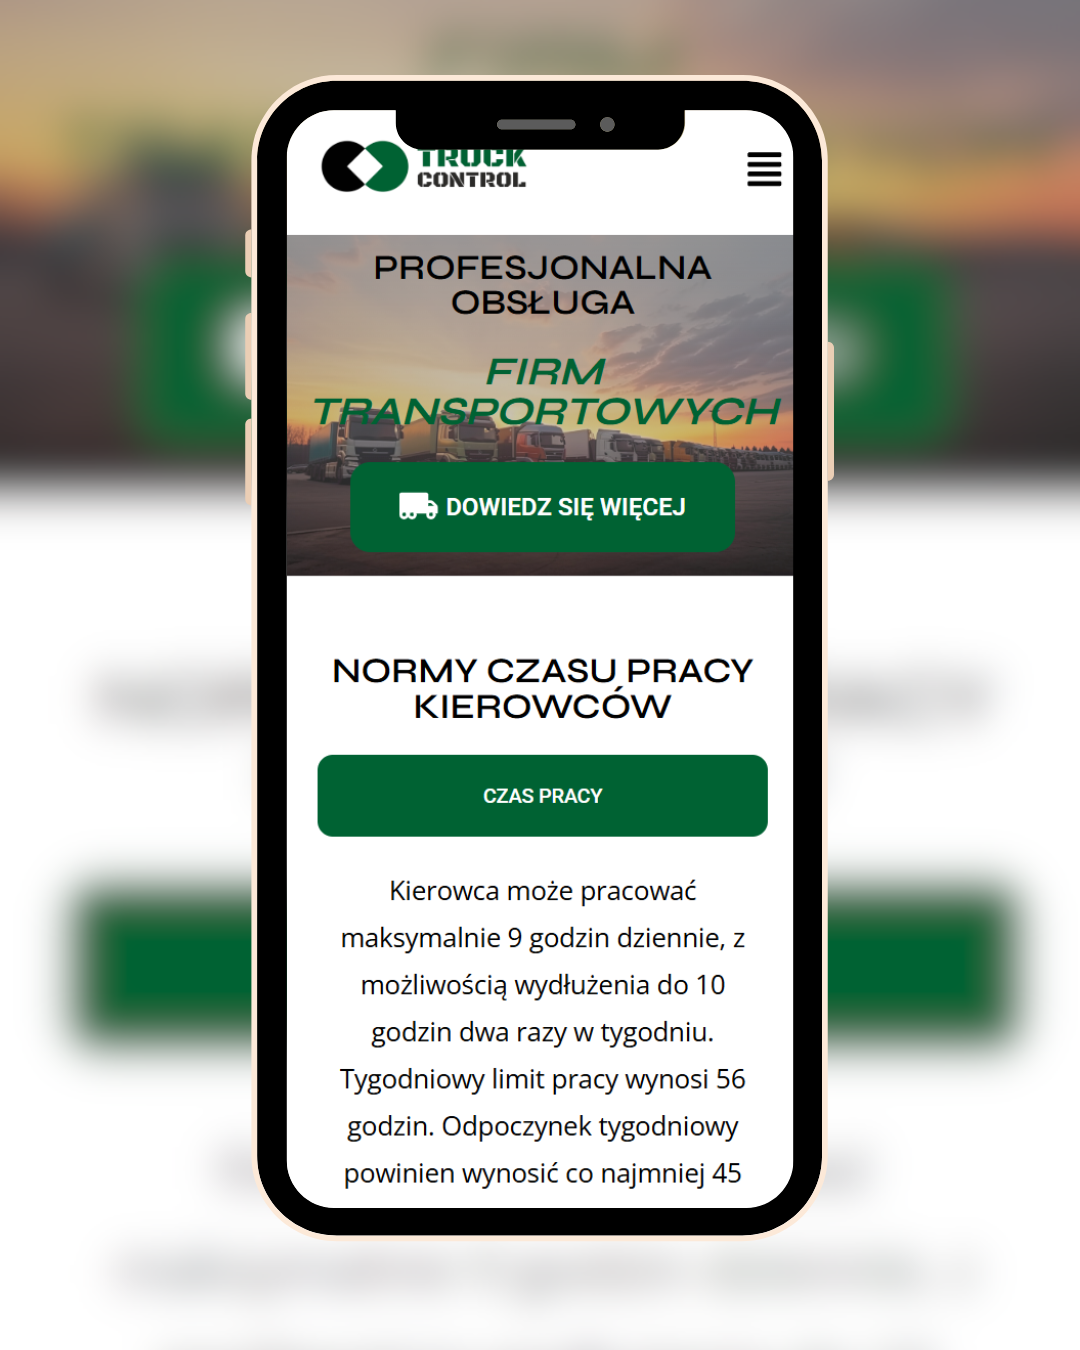 TRUCK
CONTROL
PROFESJONALNA
OBSŁUGA
FIRM
TRANSPORTOWYCH
DOWIEDZ SIĘ WIĘCEJ
NORMY CZASU PRACY
KIEROWCÓW
CZAS PRACY
Kierowca może pracować
maksymalnie 9 godzin dziennie, z
możliwością wydłużenia do 10
godzin dwa razy w tygodniu.
Tygodniowy limit pracy wynosi 56
godzin. Odpoczynek tygodniowy
powinien wynosić co najmniej 45